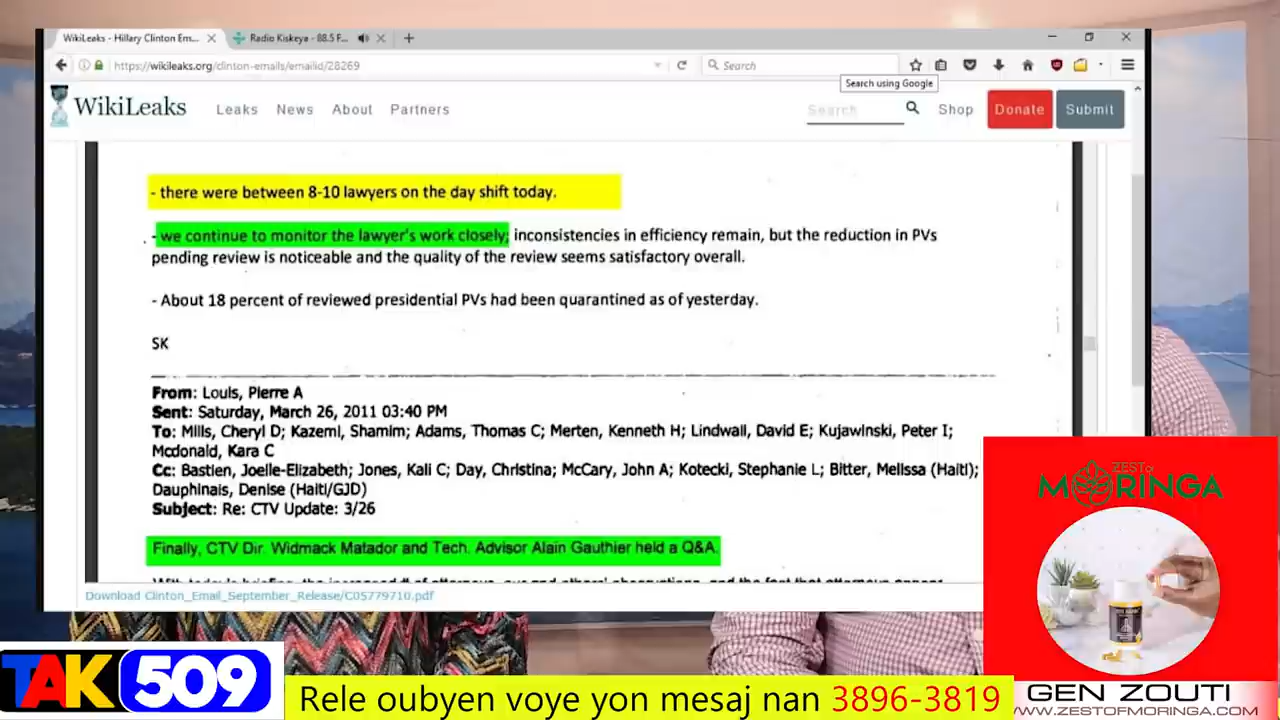 WikiLeaks - Hillary Clinton Em...
Radio Kiskeya - 88.5 F...
https://wikileaks.org/clinton-emails/emailid/28269
Search
Search using Google
WikiLeaks
Leaks News About Partners
Search
Shop
Donate
Submit
- there were between 8-10 lawyers on the day shift today.
- we continue to monitor the lawyer's work closely; inconsistencies in efficiency remain, but the reduction in PVs
pending review is noticeable and the quality of the review seems satisfactory overall.
- About 18 percent of reviewed presidential PVs had been quarantined as of yesterday.
SK
From: Louis, Pierre A
Sent: Saturday, March 26, 2011 03:40 PM
To: Mills, Cheryl D; Kazemi, Shamim; Adams, Thomas C; Merten, Kenneth H; Lindwall, David E; Kujawinski, Peter I;
Mcdonald, Kara C
Cc: Bastien, Joelle-Elizabeth; Jones, Kali C; Day, Christina; McCary, John A; Kotecki, Stephanie L; Bitter, Melissa (Haiti);
Dauphinais, Denise (Haiti/GJD)
Subject: Re: CTV Update: 3/26
Finally, CTV Dir. Widmack Matador and Tech. Advisor Alain Gauthier held a Q&A.
Download Clinton_Email_September_Release/C05779710.pdf
ZEST OF
MORINGA
TAK 509
Rele oubyen voye yon mesaj nan 3896-3819
GEN ZOUTI
WWW.ZESTOFMORINGA.COM